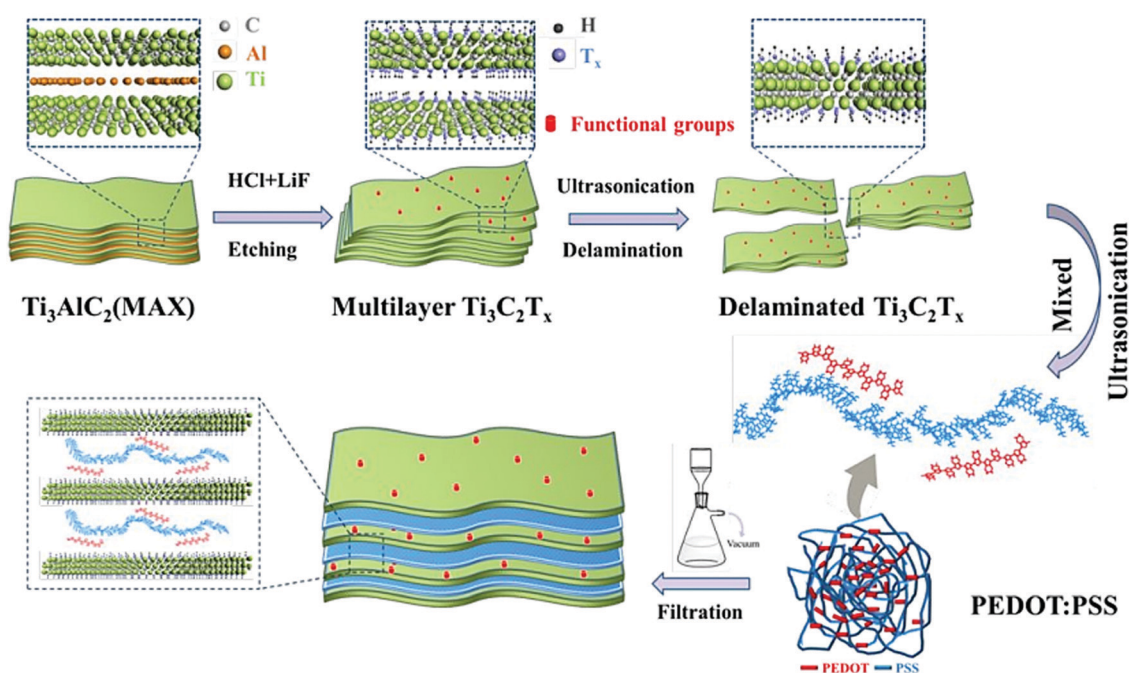 C
Al
Ti
H
Tₓ
Functional groups
HCl+LiF
Etching
Ultrasonication
Delamination
Ti₃AlC₂(MAX)
Multilayer Ti₃C₂Tₓ
Delaminated Ti₃C₂Tₓ
Mixed
Ultrasonication
Vacuum
Filtration
PEDOT:PSS
PEDOT
PSS